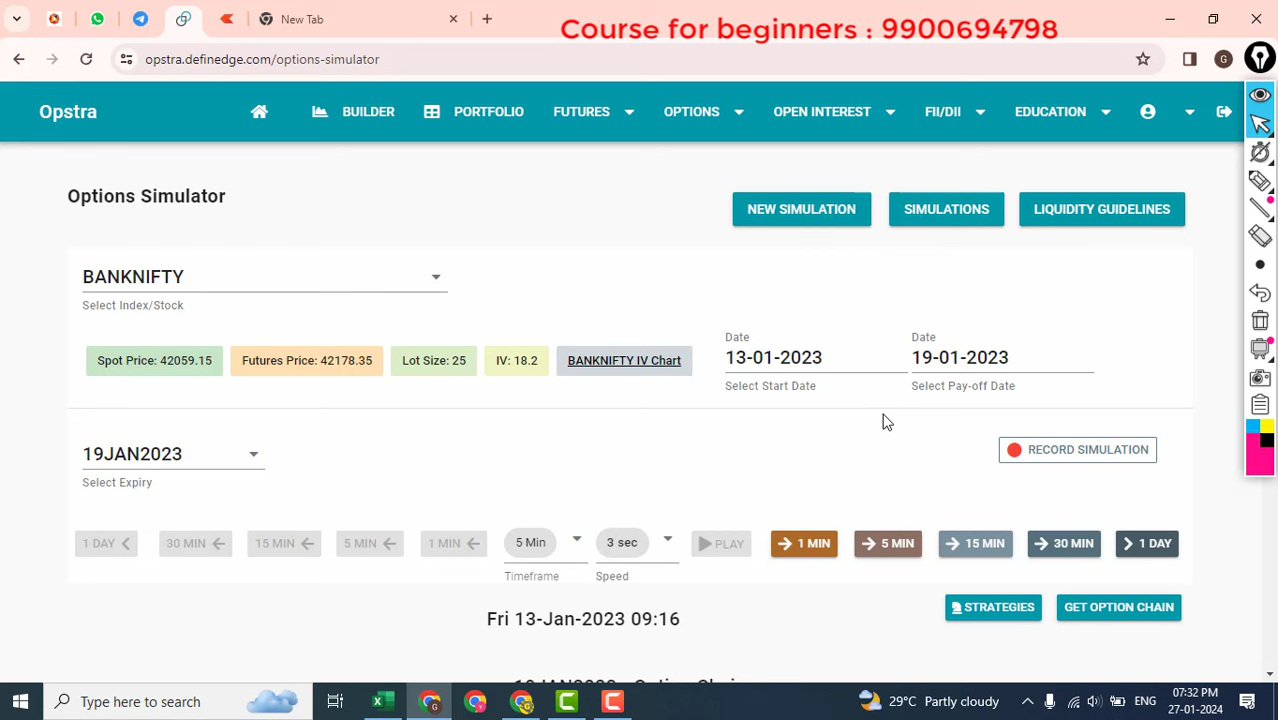 New Tab
Course for beginners : 9900694798
opstra.definedge.com/options-simulator
G
Opstra
BUILDER
PORTFOLIO
FUTURES
OPTIONS
OPEN INTEREST
FII/DII
EDUCATION
Options Simulator
NEW SIMULATION
SIMULATIONS
LIQUIDITY GUIDELINES
BANKNIFTY
Select Index/Stock
Spot Price: 42059.15
Futures Price: 42178.35
Lot Size: 25
IV: 18.2
BANKNIFTY IV Chart
Date
13-01-2023
Select Start Date
Date
19-01-2023
Select Pay-off Date
19JAN2023
Select Expiry
RECORD SIMULATION
1 DAY
30 MIN
15 MIN
5 MIN
1 MIN
5 Min
Timeframe
3 sec
Speed
PLAY
1 MIN
5 MIN
15 MIN
30 MIN
1 DAY
Fri 13-Jan-2023 09:16
STRATEGIES
GET OPTION CHAIN
Type here to search
29°C Partly cloudy
ENG
07:32 PM
27-01-2024